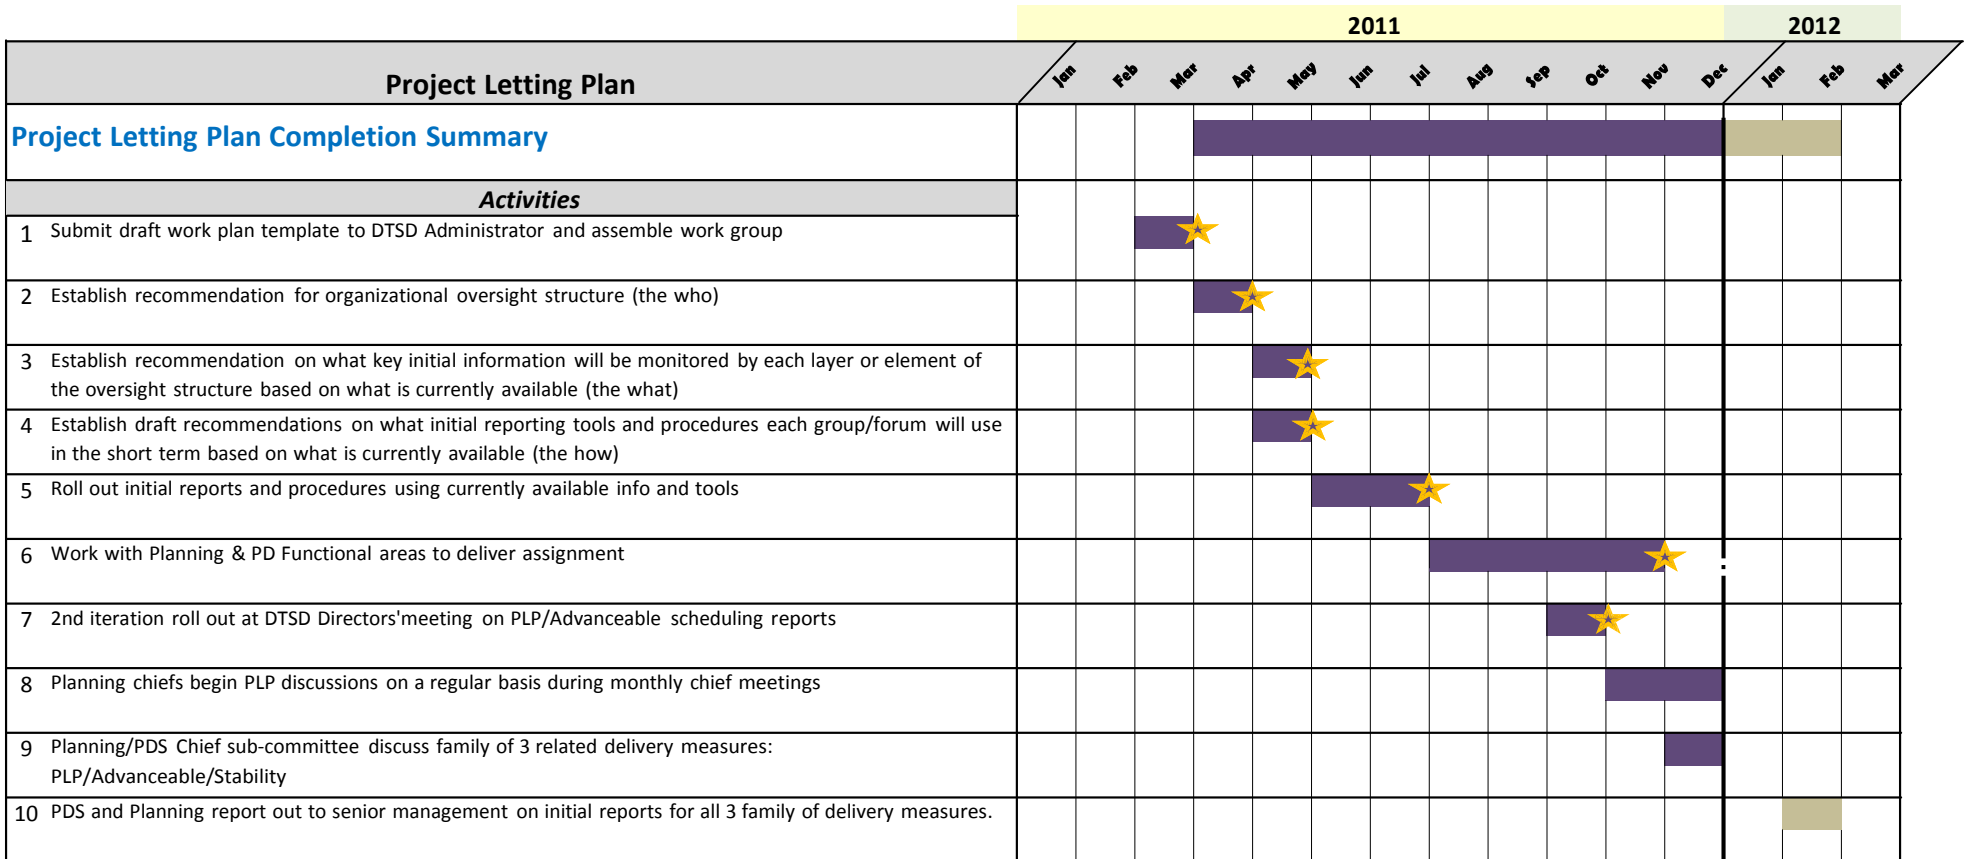 2011 2012
Project Letting Plan Jan Feb Mar Apr May Jun Jul Aug Sep Oct Nov Dec Jan Feb Mar
Project Letting Plan Completion Summary
Activities
1 Submit draft work plan template to DTSD Administrator and assemble work group
2 Establish recommendation for organizational oversight structure (the who)
3 Establish recommendation on what key initial information will be monitored by each layer or element of
the oversight structure based on what is currently available (the what)
4 Establish draft recommendations on what initial reporting tools and procedures each group/forum will use
in the short term based on what is currently available (the how)
5 Roll out initial reports and procedures using currently available info and tools
6 Work with Planning & PD Functional areas to deliver assignment
7 2nd iteration roll out at DTSD Directors'meeting on PLP/Advanceable scheduling reports
8 Planning chiefs begin PLP discussions on a regular basis during monthly chief meetings
9 Planning/PDS Chief sub-committee discuss family of 3 related delivery measures:
PLP/Advanceable/Stability
10 PDS and Planning report out to senior management on initial reports for all 3 family of delivery measures.